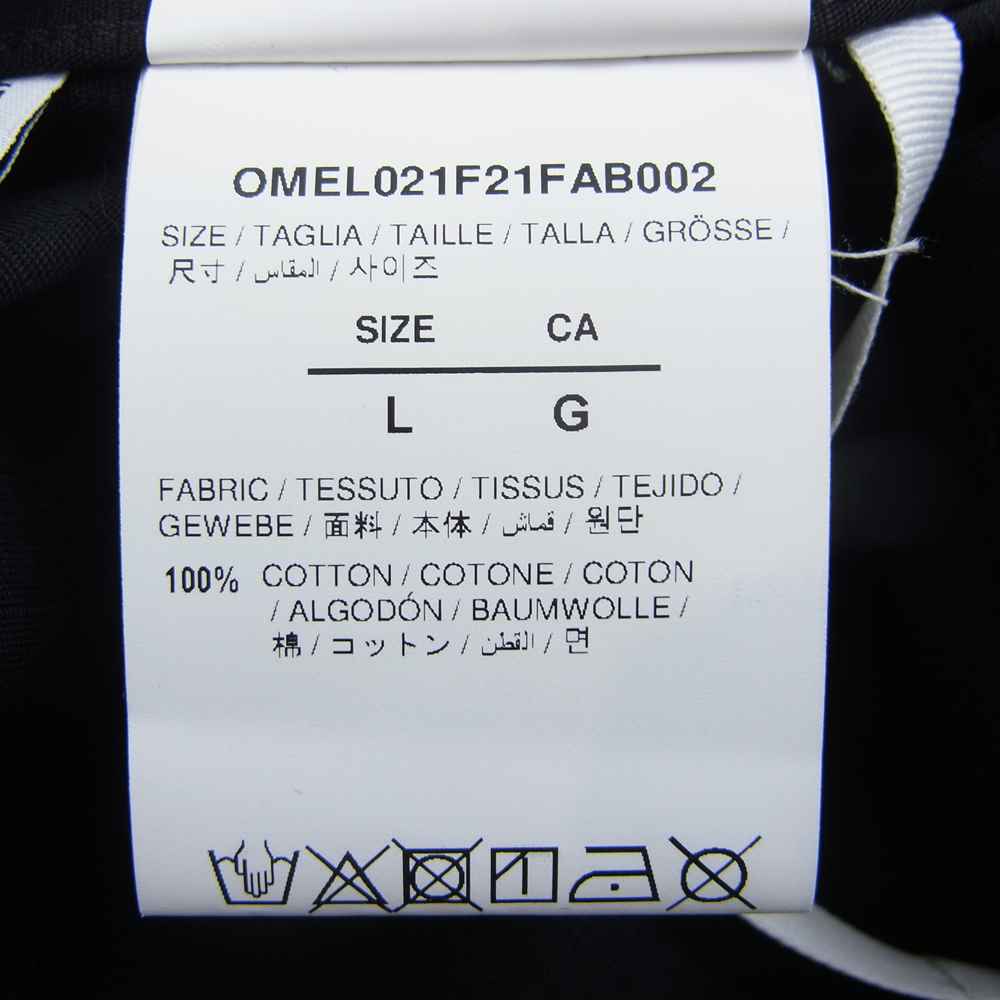 OMEL021F21FAB002
SIZE / TAGLIA / TAILLE / TALLA / GRÖSSE /
尺寸 / المقاس / 사이즈
SIZE CA
L G
FABRIC / TESSUTO / TISSUS / TEJIDO /
GEWEBE / 面料 / 本体 / قماش / 원단
100% COTTON / COTONE / COTON
/ ALGODÓN / BAUMWOLLE /
棉 / コットン / القطن / 면